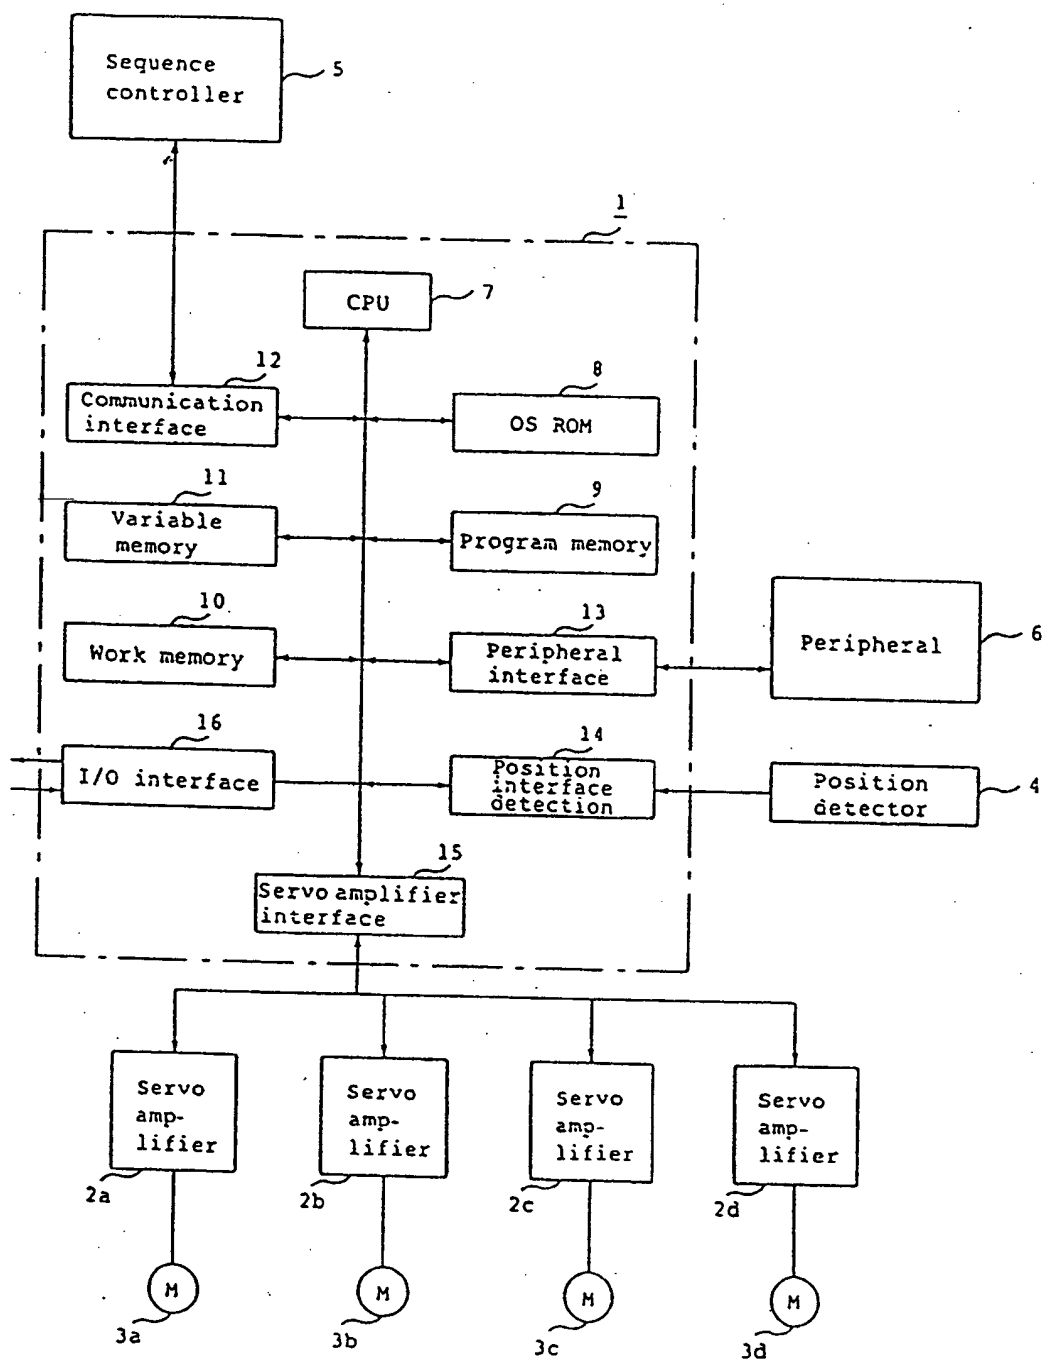 Sequence
controller
5
1
CPU
7
12
Communication
interface
8
OS ROM
11
Variable
memory
9
Program memory
10
Work memory
13
Peripheral
interface
Peripheral
6
16
I/O interface
14
Position
interface
detection
Position
detector
4
15
Servo amplifier
interface
Servo
amp-
lifier
2a
Servo
amp-
lifier
2b
Servo
amp-
lifier
2c
Servo
amp-
lifier
2d
M
3a
M
3b
M
3c
M
3d